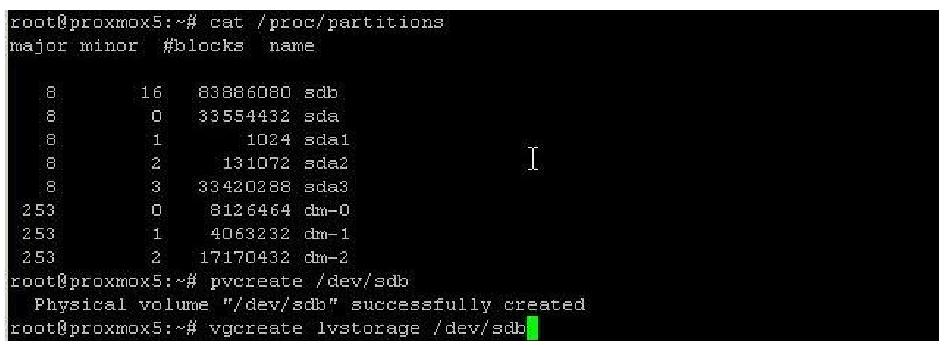 root@proxmox5:~# cat /proc/partitions
major minor  #blocks  name
8       16   83886080 sdb
8        0   33554432 sda
8        1       1024 sda1
8        2     131072 sda2
8        3   33420288 sda3
253        0    8126464 dm-0
253        1    4063232 dm-1
253        2   17170432 dm-2
root@proxmox5:~# pvcreate /dev/sdb
Physical volume "/dev/sdb" successfully created
root@proxmox5:~# vgcreate lvstorage /dev/sdb